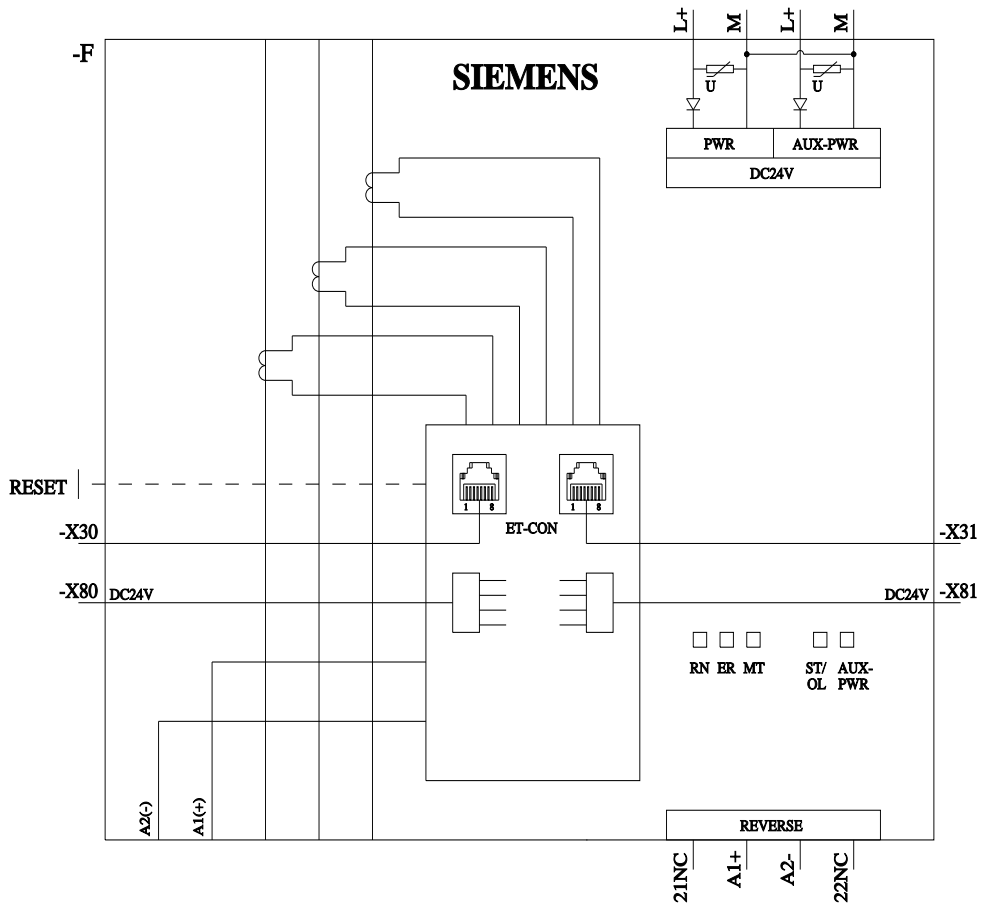 L+ M L+ M
-F
SIEMENS
U U
PWR AUX-PWR
DC24V
RESET
1 8 1 8
ET-CON
-X30 -X31
-X80 DC24V DC24V -X81
RN ER MT ST/ AUX-
OL PWR
A2(-) A1(+)
REVERSE
21NC A1+ A2- 22NC